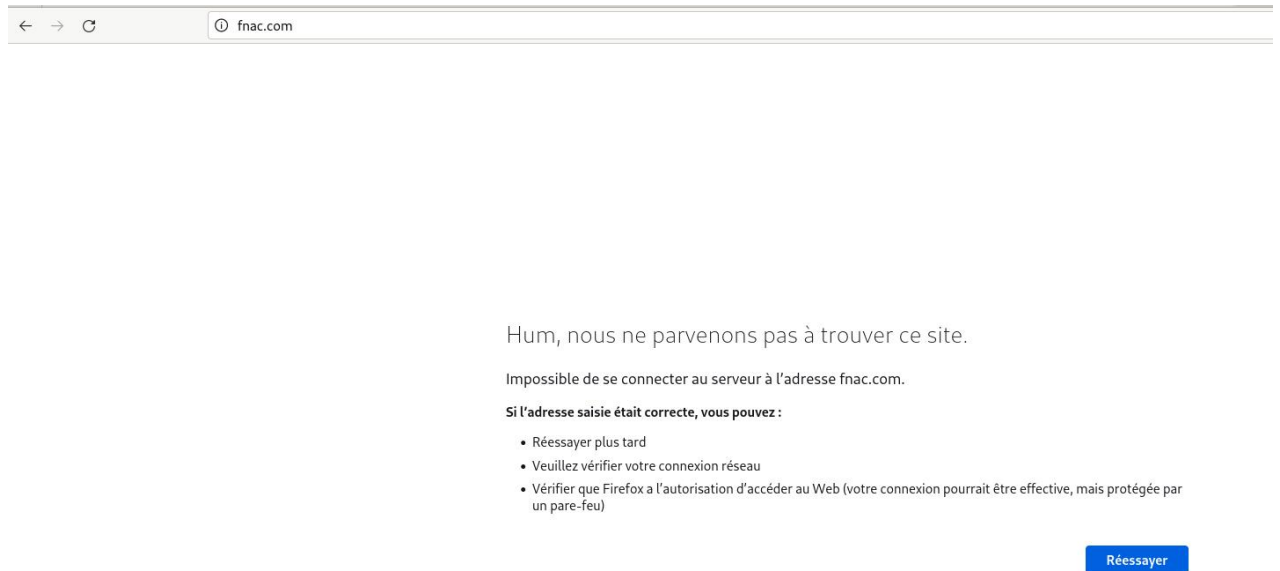 fnac.com
Hum, nous ne parvenons pas à trouver ce site.
Impossible de se connecter au serveur à l’adresse fnac.com.
Si l’adresse saisie était correcte, vous pouvez :
• Réessayer plus tard
• Veuillez vérifier votre connexion réseau
• Vérifier que Firefox a l’autorisation d’accéder au Web (votre connexion pourrait être effective, mais protégée par
un pare-feu)
Réessayer